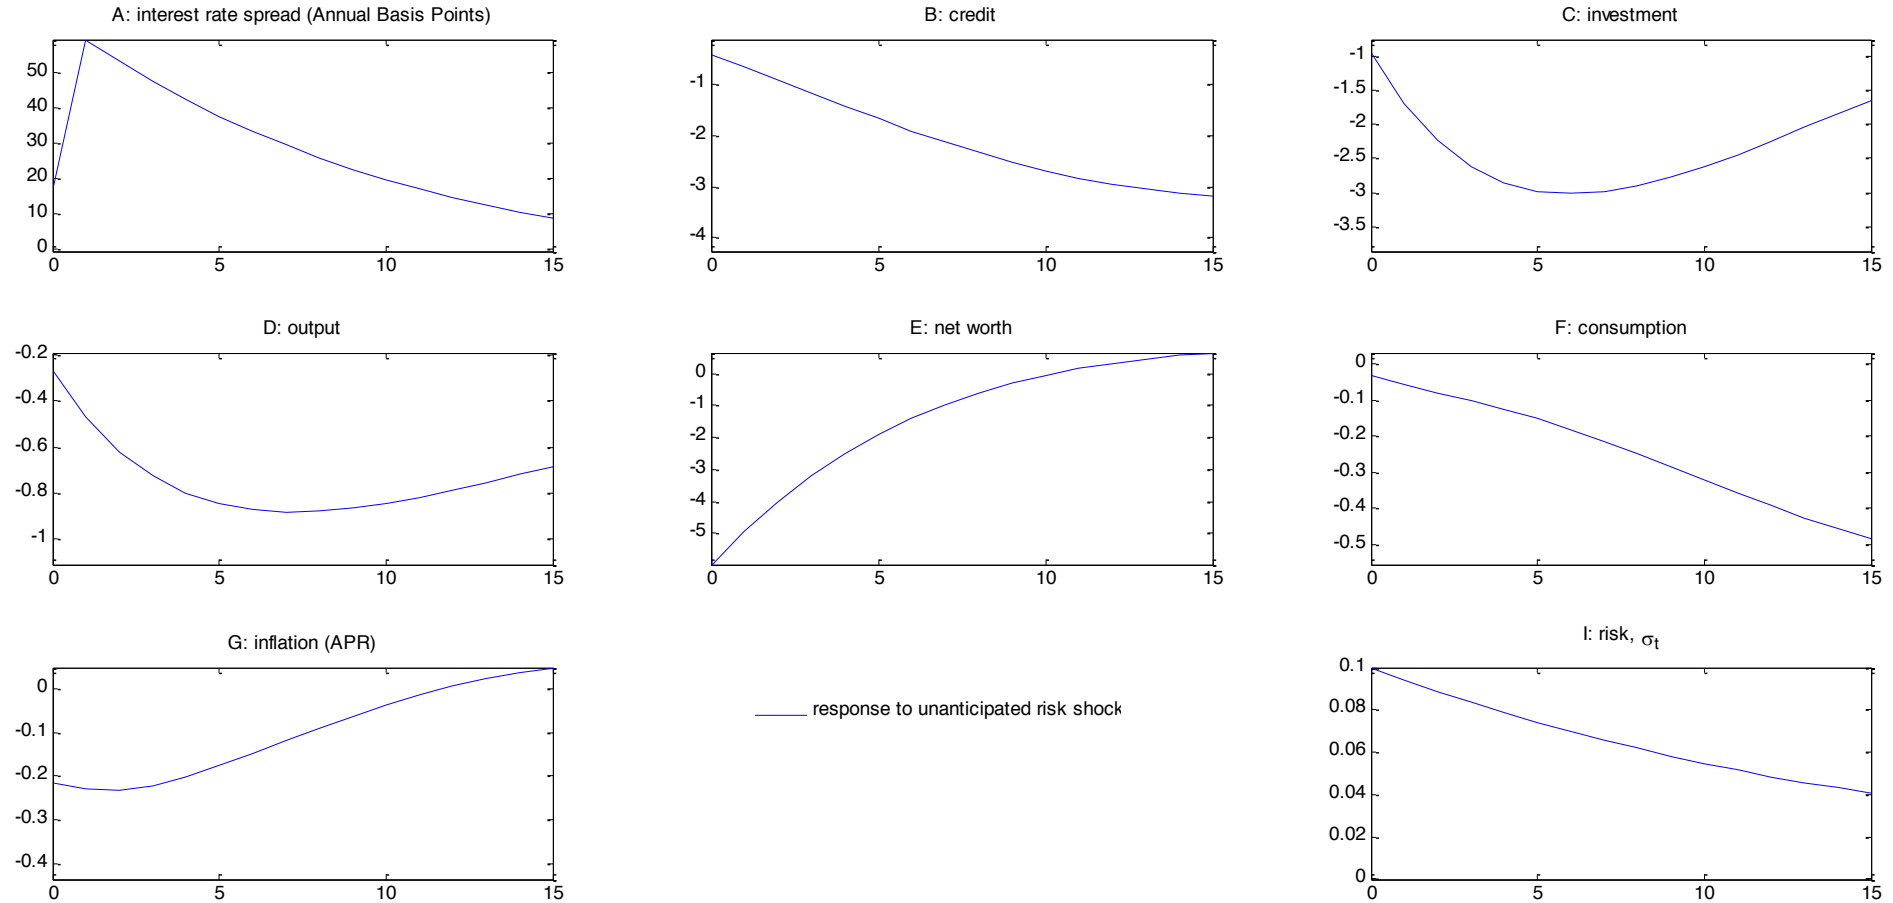 A: interest rate spread (Annual Basis Points)
50
40
30
20
10
0
0 5 10 15
B: credit
-1
-2
-3
-4
0 5 10 15
C: investment
-1
-1.5
-2
-2.5
-3
-3.5
0 5 10 15
D: output
-0.2
-0.4
-0.6
-0.8
-1
0 5 10 15
E: net worth
0
-1
-2
-3
-4
-5
0 5 10 15
F: consumption
0
-0.1
-0.2
-0.3
-0.4
-0.5
0 5 10 15
G: inflation (APR)
0
-0.1
-0.2
-0.3
-0.4
0 5 10 15
response to unanticipated risk shock
I: risk, σt
0.1
0.08
0.06
0.04
0.02
0
0 5 10 15